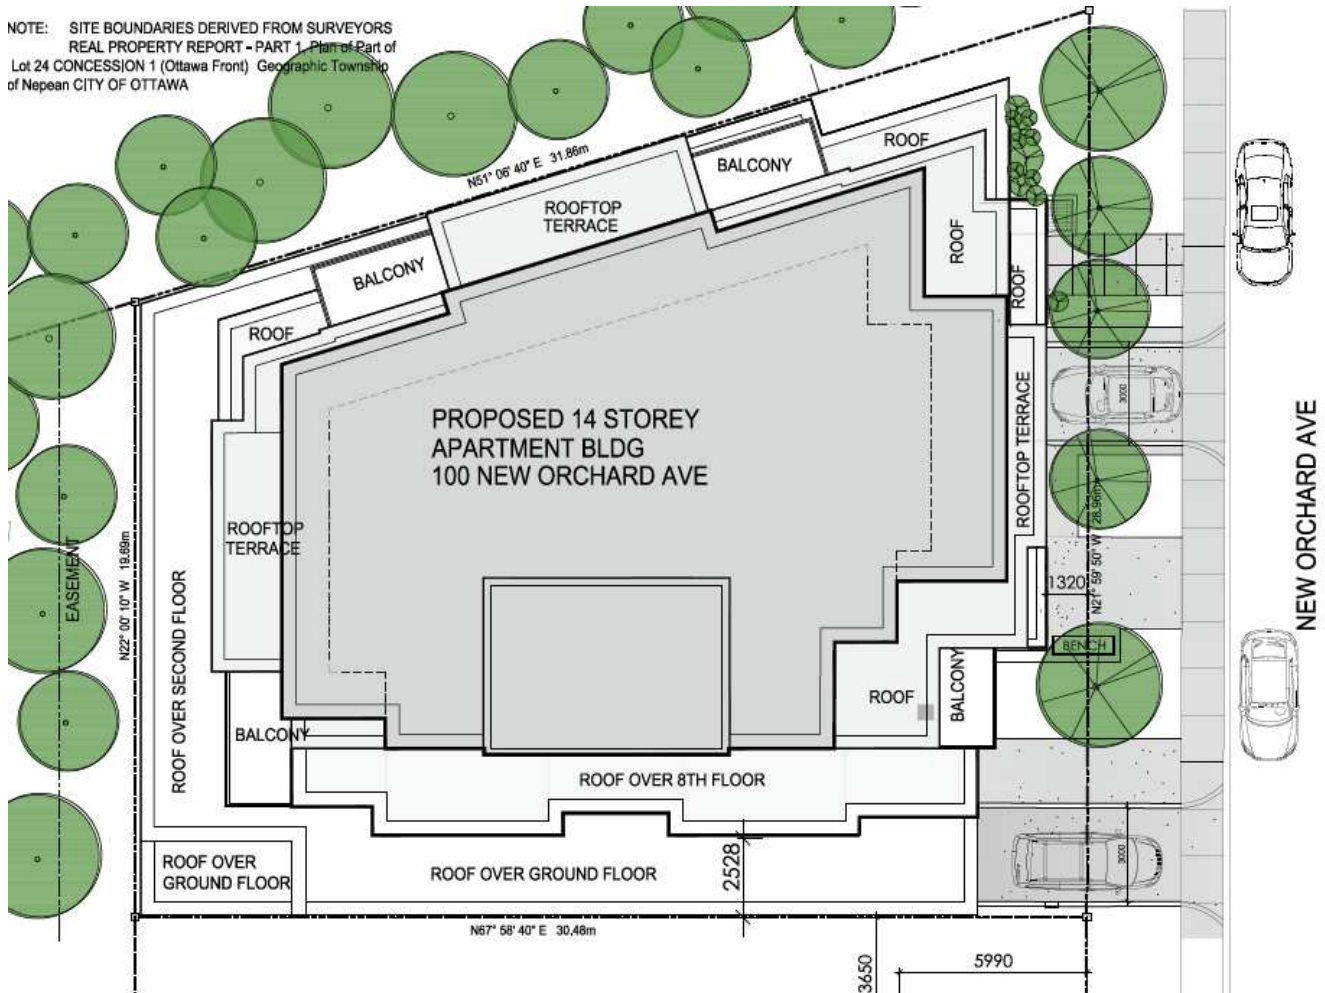 NOTE: SITE BOUNDARIES DERIVED FROM SURVEYORS
REAL PROPERTY REPORT - PART 1, Plan of Part of
Lot 24 CONCESSION 1 (Ottawa Front) Geographic Township
of Nepean CITY OF OTTAWA
N51° 06' 40" E 31.86m
ROOF
BALCONY
ROOFTOP
TERRACE
BALCONY
ROOF
ROOF
ROOF
PROPOSED 14 STOREY
APARTMENT BLDG
100 NEW ORCHARD AVE
ROOFTOP TERRACE
3000
NEW ORCHARD AVE
ROOFTOP
TERRACE
EASEMENT
N22° 00' 10" W 19.69m
ROOF OVER SECOND FLOOR
N21° 59' 50" W 28.96m
1320
BENCH
BALCONY
ROOF
BALCONY
ROOF OVER 8TH FLOOR
ROOF OVER
GROUND FLOOR
ROOF OVER GROUND FLOOR
2528
3000
N67° 58' 40" E 30.48m
3650
5990